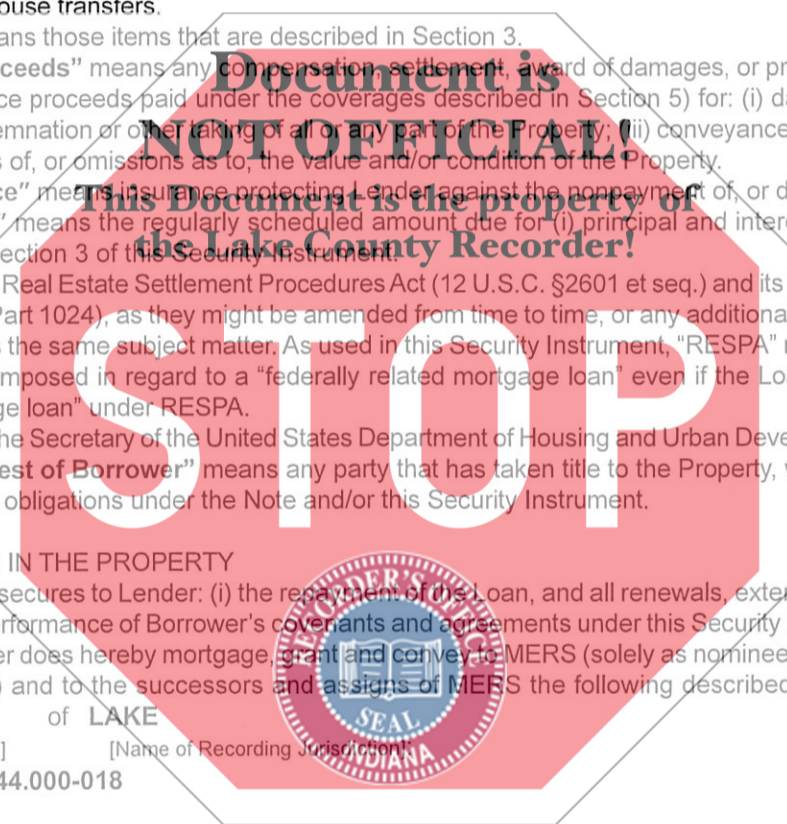 ouse transfers.
ans those items that are described in Section 3.
ceeds” means any compensation, settlement, award of damages, or pr
ce proceeds paid under the coverages described in Section 5) for: (i) d
emnation or other taking of all or any part of the Property; (ii) conveyance
s of, or omissions as to, the value and/or condition of the Property.
ce” means insurance protecting Lender against the nonpayment of, or d
” means the regularly scheduled amount due for (i) principal and intere
ection 3 of this Security Instrument.
Real Estate Settlement Procedures Act (12 U.S.C. §2601 et seq.) and its
Part 1024), as they might be amended from time to time, or any additiona
s the same subject matter. As used in this Security Instrument, “RESPA”
mposed in regard to a “federally related mortgage loan” even if the Lo
ge loan” under RESPA.
he Secretary of the United States Department of Housing and Urban Deve
est of Borrower” means any party that has taken title to the Property,
obligations under the Note and/or this Security Instrument.
IN THE PROPERTY
secures to Lender: (i) the repayment of the Loan, and all renewals, exter
erformance of Borrower’s covenants and agreements under this Security
er does hereby mortgage, grant and convey to MERS (solely as nominee
) and to the successors and assigns of MERS the following described
of LAKE
] [Name of Recording Jurisdiction]:
44.000-018
Document is
NOT OFFICIAL!
This Document is the property of
the Lake County Recorder!
STOP
RECORDER'S OFFICE
SEAL
INDIANA